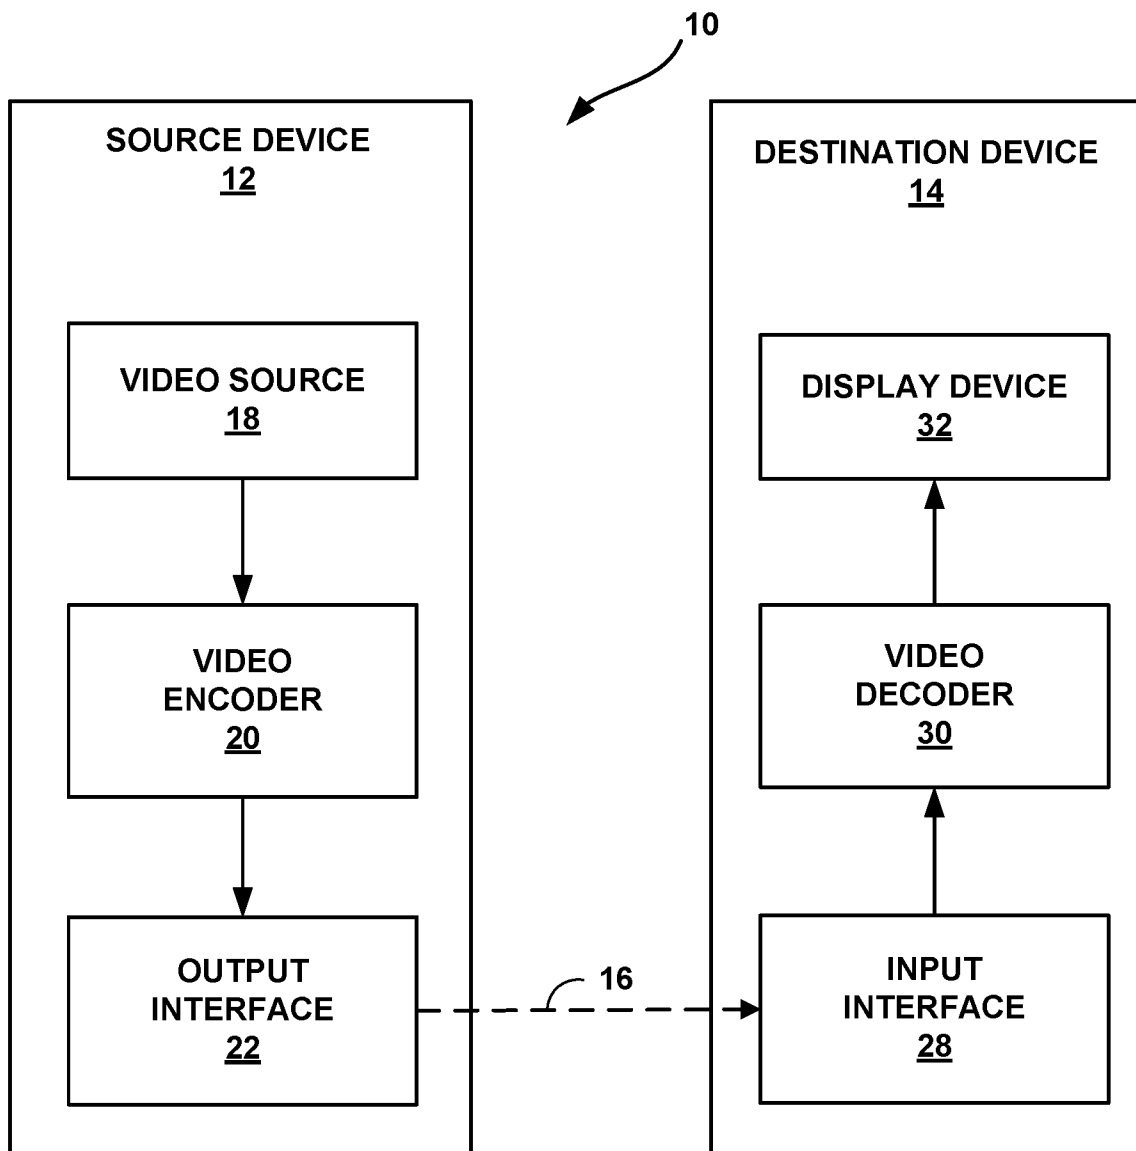 10
SOURCE DEVICE
12
VIDEO SOURCE
18
VIDEO
ENCODER
20
OUTPUT
INTERFACE
22
16
DESTINATION DEVICE
14
DISPLAY DEVICE
32
VIDEO
DECODER
30
INPUT
INTERFACE
28